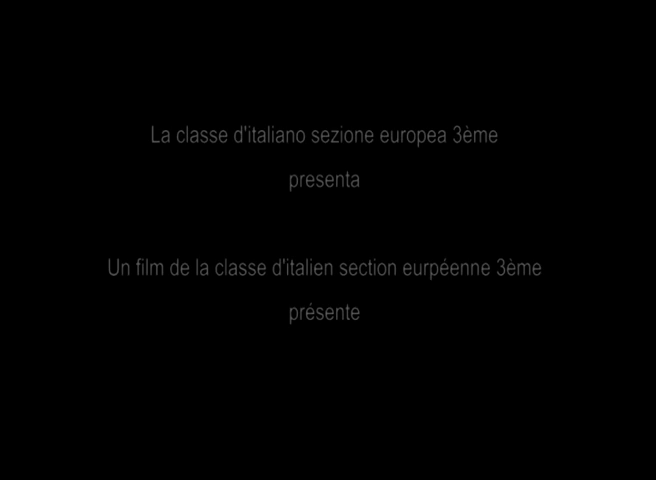 La classe d'italiano sezione europea 3ème
presenta
Un film de la classe d'italien section eurpéenne 3ème
présente